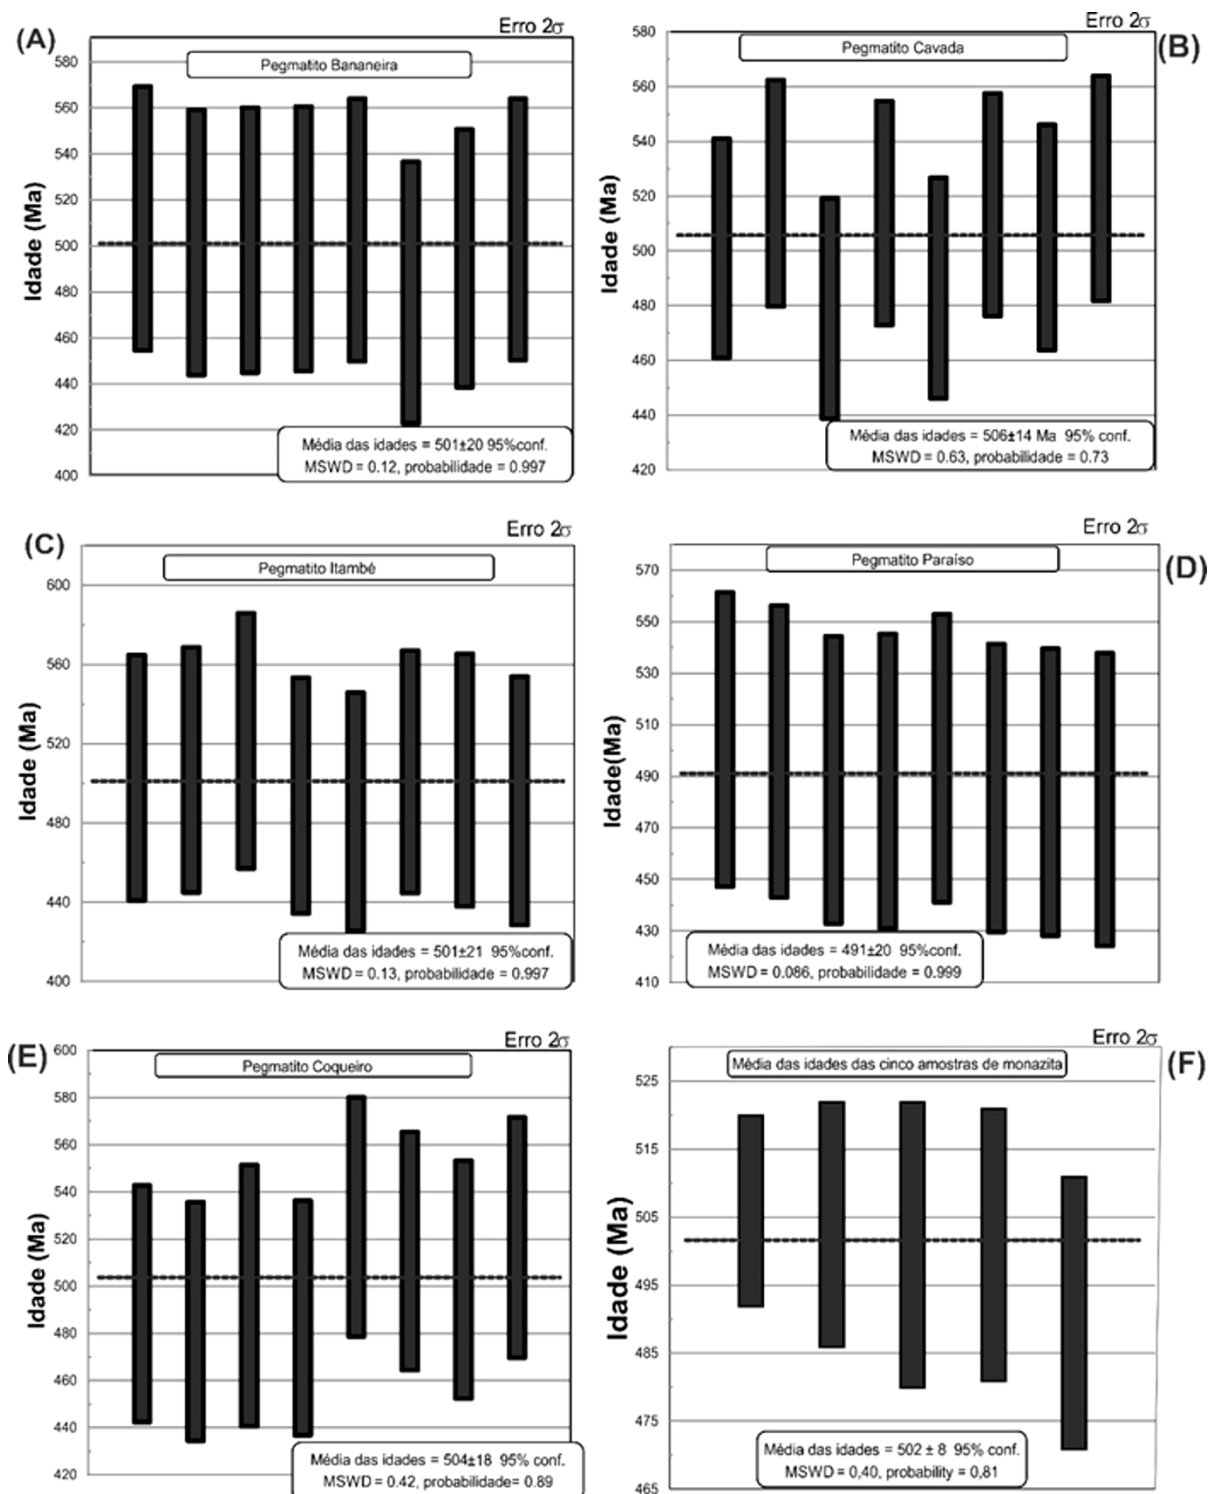 (A)
Erro 2σ
Pegmatito Bananeira
Idade (Ma)
580
560
540
520
500
480
460
440
420
400
Média das idades = 501±20 95%conf.
MSWD = 0.12, probabilidade = 0.997
Erro 2σ
(B)
Pegmatito Cavada
Idade (Ma)
580
560
540
520
500
480
460
440
420
Média das idades = 506±14 Ma 95% conf.
MSWD = 0.63, probabilidade = 0.73
(C)
Erro 2σ
Pegmatito Itambé
Idade (Ma)
600
560
520
480
440
400
Média das idades = 501±21 95%conf.
MSWD = 0.13, probabilidade = 0.997
Erro 2σ
(D)
Pegmatito Paraíso
Idade(Ma)
570
550
530
510
490
470
450
430
410
Média das idades = 491±20 95%conf.
MSWD = 0.086, probabilidade = 0.999
(E)
Erro 2σ
Pegmatito Coqueiro
Idade (Ma)
600
580
560
540
520
500
480
460
440
420
Média das idades = 504±18 95% conf.
MSWD = 0.42, probabilidade= 0.89
Erro 2σ
(F)
Média das idades das cinco amostras de monazita
Idade (Ma)
525
515
505
495
485
475
465
Média das idades = 502 ± 8 95% conf.
MSWD = 0,40, probability = 0,81